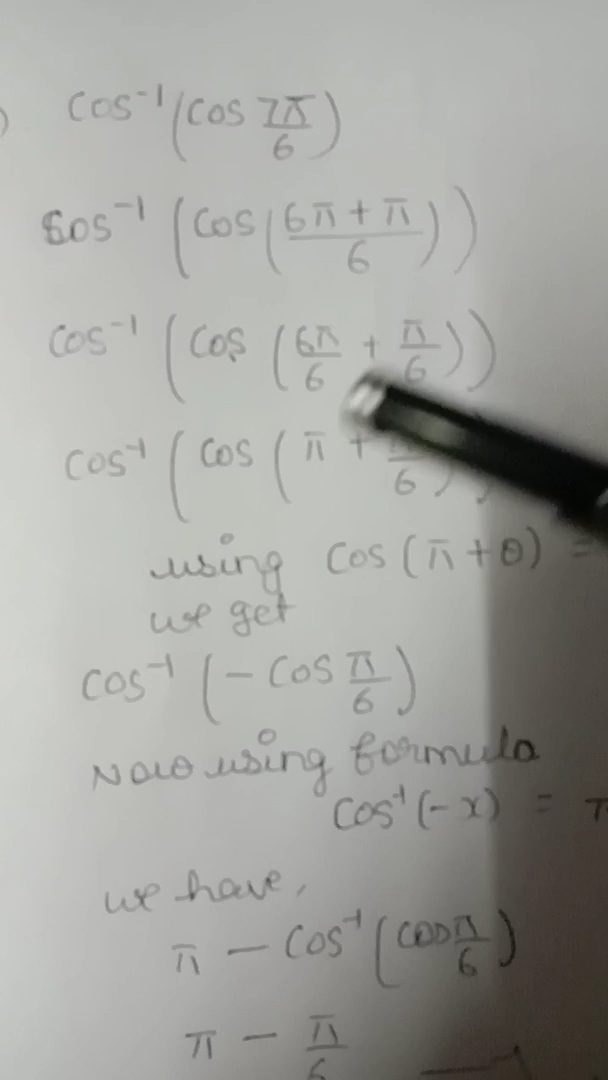 ) cos⁻¹(cos 7π/6)
cos⁻¹(cos(6π + π/6))
cos⁻¹(cos(6π/6 + π/6))
cos⁻¹(cos(π + π/6))
using cos(π+θ) =
we get
cos⁻¹(- cos π/6)
Now using formula
cos⁻¹(-x) = π
we have,
π - cos⁻¹(cos π/6)
π - π/6